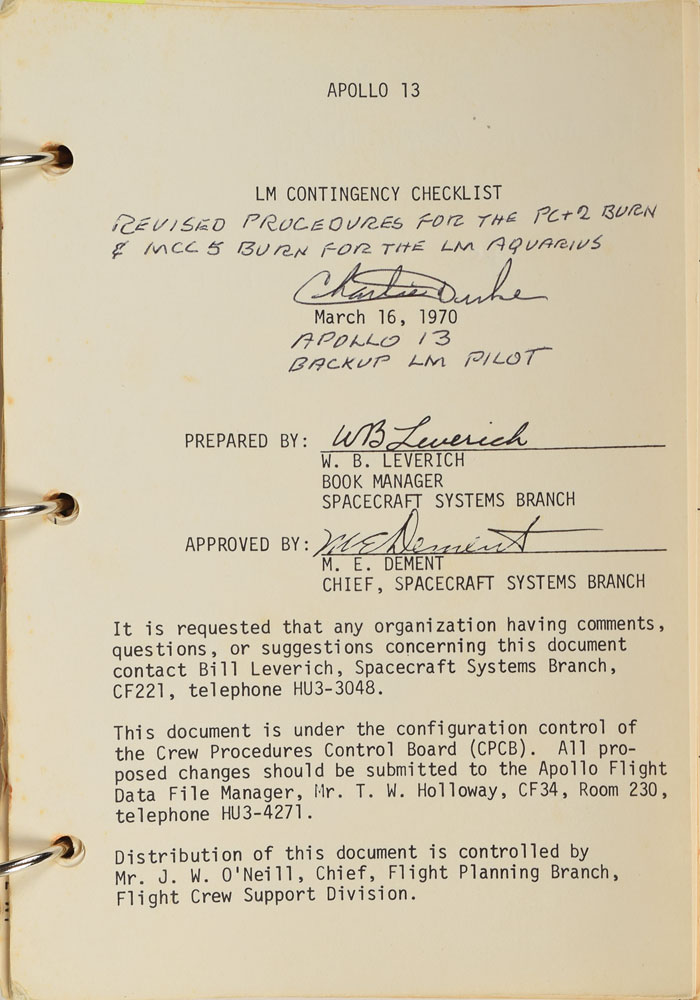 APOLLO 13
LM CONTINGENCY CHECKLIST
REVISED PROCEDURES FOR THE PC+2 BURN
& MCC 5 BURN FOR THE LM AQUARIUS
Charlie Duke
March 16, 1970
APOLLO 13
BACKUP LM PILOT
PREPARED BY: WB Leverich
W. B. LEVERICH
BOOK MANAGER
SPACECRAFT SYSTEMS BRANCH
APPROVED BY: M E Dement
M. E. DEMENT
CHIEF, SPACECRAFT SYSTEMS BRANCH
It is requested that any organization having comments,
questions, or suggestions concerning this document
contact Bill Leverich, Spacecraft Systems Branch,
CF221, telephone HU3-3048.
This document is under the configuration control of
the Crew Procedures Control Board (CPCB). All pro-
posed changes should be submitted to the Apollo Flight
Data File Manager, Mr. T. W. Holloway, CF34, Room 230,
telephone HU3-4271.
Distribution of this document is controlled by
Mr. J. W. O'Neill, Chief, Flight Planning Branch,
Flight Crew Support Division.